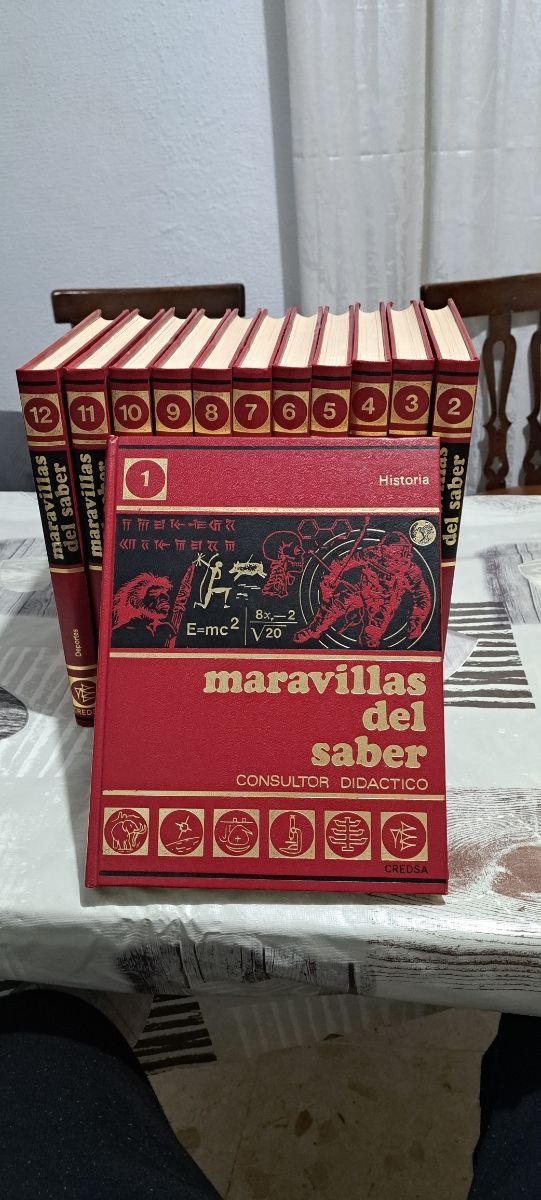 12
11
10
9
8
7
6
5
4
3
2
maravillas
del saber
maravillas
saber
del saber
Deportes
1
Historia
E=mc²
8x,—2
√20
maravillas
del
saber
CONSULTOR DIDACTICO
CREDSA